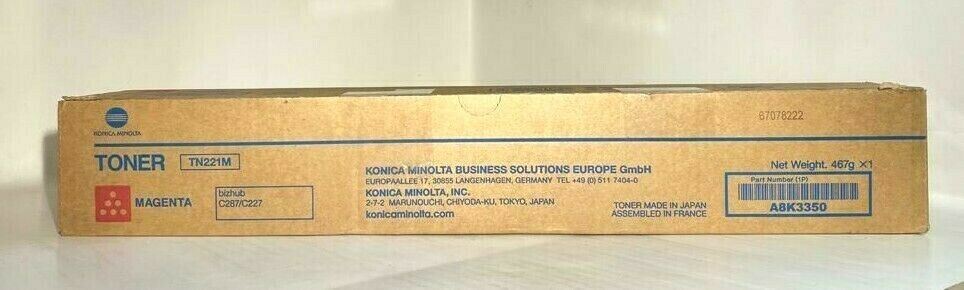 KONICA MINOLTA
TONER TN221M
MAGENTA
bizhub
C287/C227
KONICA MINOLTA BUSINESS SOLUTIONS EUROPE GmbH
EUROPAALLEE 17, 30855 LANGENHAGEN, GERMANY TEL +49 (0) 511 7404-0
KONICA MINOLTA, INC.
2-7-2 MARUNOUCHI, CHIYODA-KU, TOKYO, JAPAN
konicaminolta.com
TONER MADE IN JAPAN
ASSEMBLED IN FRANCE
67078222
Net Weight. 467g ×1
Part Number (1P)
A8K3350